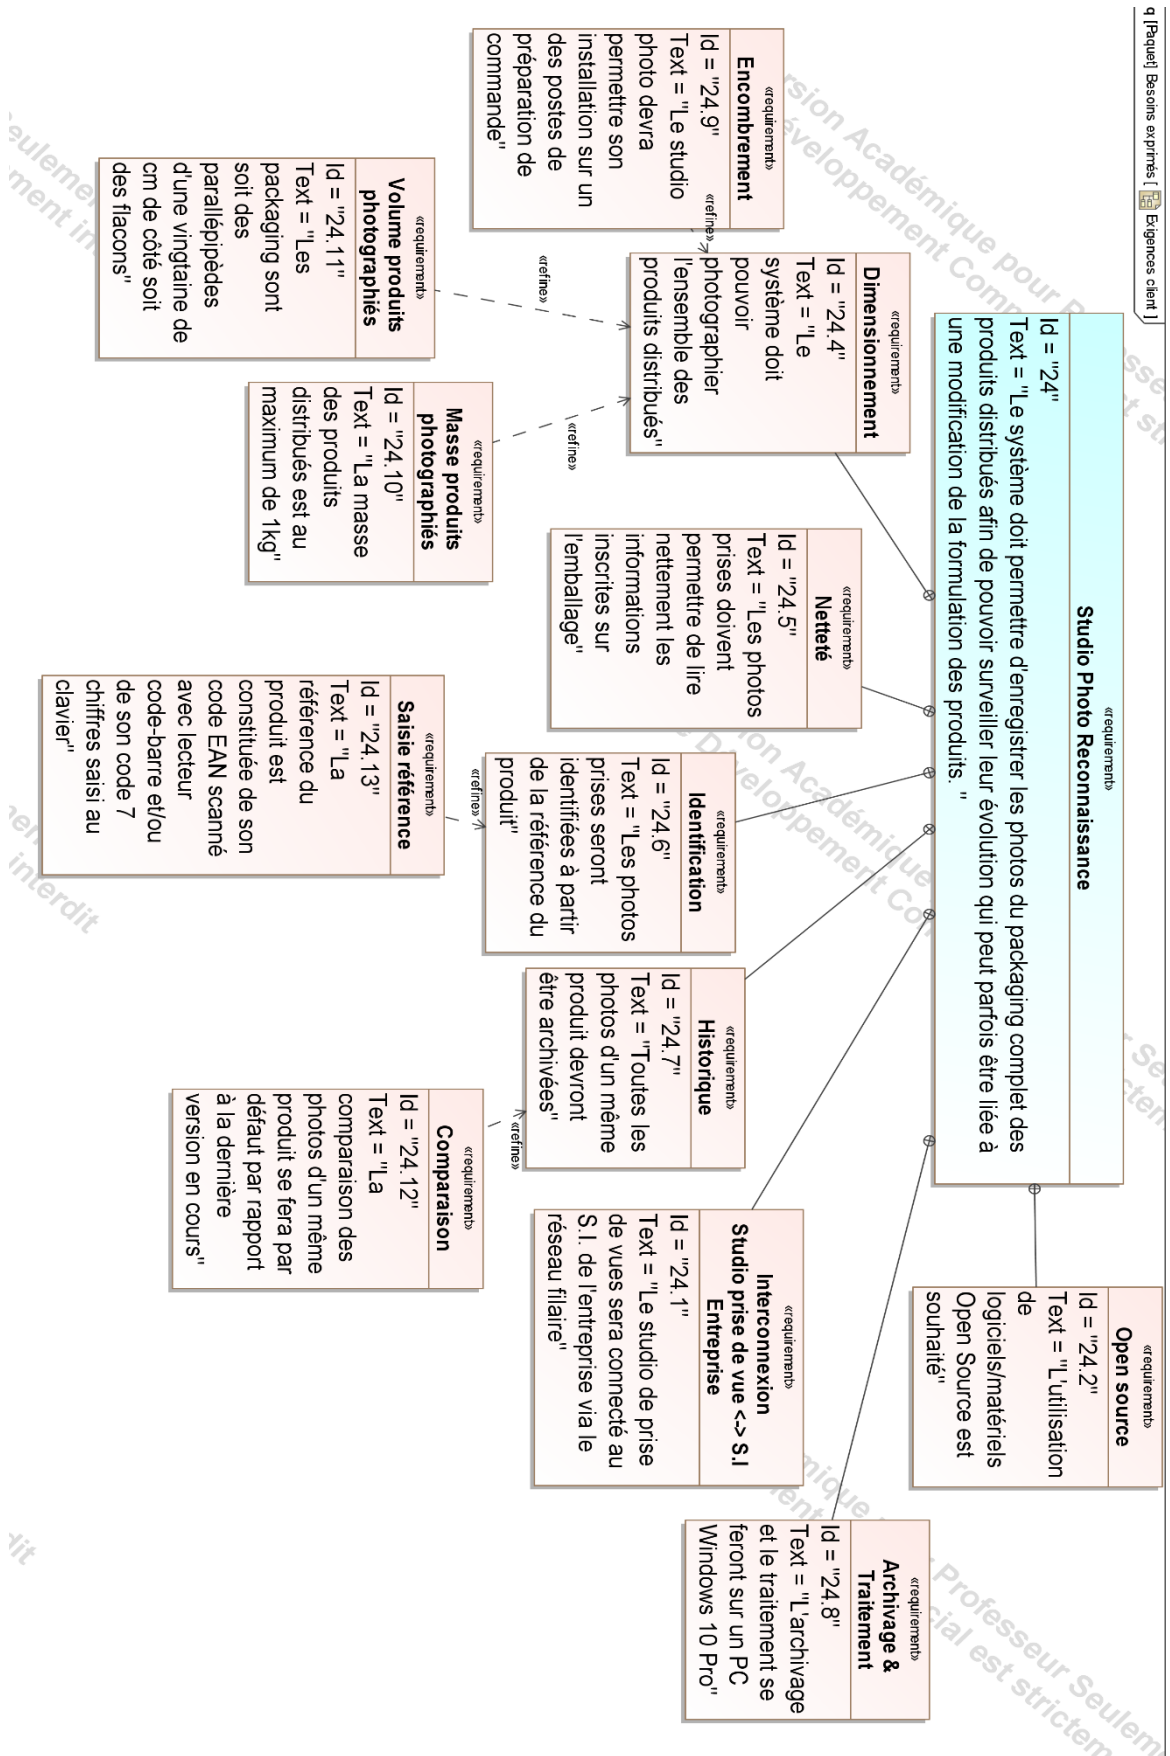 q [Paquet] Besoins exprimés [ Exigences client ]
«requirement»
Studio Photo Reconnaissance
Id = "24"
Text = "Le système doit permettre d'enregistrer les photos du packaging complet des
produits distribués afin de pouvoir surveiller leur évolution qui peut parfois être liée à
une modification de la formulation des produits. "
«requirement»
Open source
Id = "24.2"
Text = "L'utilisation
de
logiciels/matériels
Open Source est
souhaité"
«requirement»
Encombrement
Id = "24.9"
Text = "Le studio
photo devra
permettre son
installation sur un
des postes de
préparation de
commande"
«refine»
«requirement»
Dimensionnement
Id = "24.4"
Text = "Le
système doit
pouvoir
photographier
l'ensemble des
produits distribués"
«requirement»
Netteté
Id = "24.5"
Text = "Les photos
prises doivent
permettre de lire
nettement les
informations
inscrites sur
l'emballage"
«requirement»
Identification
Id = "24.6"
Text = "Les photos
prises seront
identifiées à partir
de la référence du
produit"
«requirement»
Historique
Id = "24.7"
Text = "Toutes les
photos d'un même
produit devront
être archivées"
«requirement»
Interconnexion
Studio prise de vue <-> S.I
Entreprise
Id = "24.1"
Text = "Le studio de prise
de vues sera connecté au
S.I. de l'entreprise via le
réseau filaire"
«requirement»
Archivage &
Traitement
Id = "24.8"
Text = "L'archivage
et le traitement se
feront sur un PC
Windows 10 Pro"
«refine»
«requirement»
Volume produits
photographiés
Id = "24.11"
Text = "Les
packaging sont
soit des
parallépipèdes
d'une vingtaine de
cm de côté soit
des flacons"
«refine»
«requirement»
Masse produits
photographiés
Id = "24.10"
Text = "La masse
des produits
distribués est au
maximum de 1kg"
«refine»
«requirement»
Saisie référence
Id = "24.13"
Text = "La
référence du
produit est
constituée de son
code EAN scanné
avec lecteur
code-barre et/ou
de son code 7
chiffres saisi au
clavier"
«refine»
«requirement»
Comparaison
Id = "24.12"
Text = "La
comparaison des
photos d'un même
produit se fera par
défaut par rapport
à la dernière
version en cours"